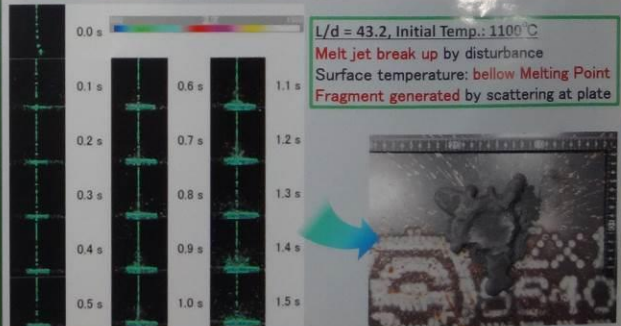 L/d = 43.2, Initial Temp.: 1100℃
Melt jet break up by disturbance
Surface temperature: bellow Melting Point
Fragment generated by scattering at plate
0.0 s
0.1 s
0.2 s
0.3 s
0.4 s
0.5 s
0.6 s
0.7 s
0.8 s
0.9 s
1.0 s
1.1 s
1.2 s
1.3 s
1.4 s
1.5 s